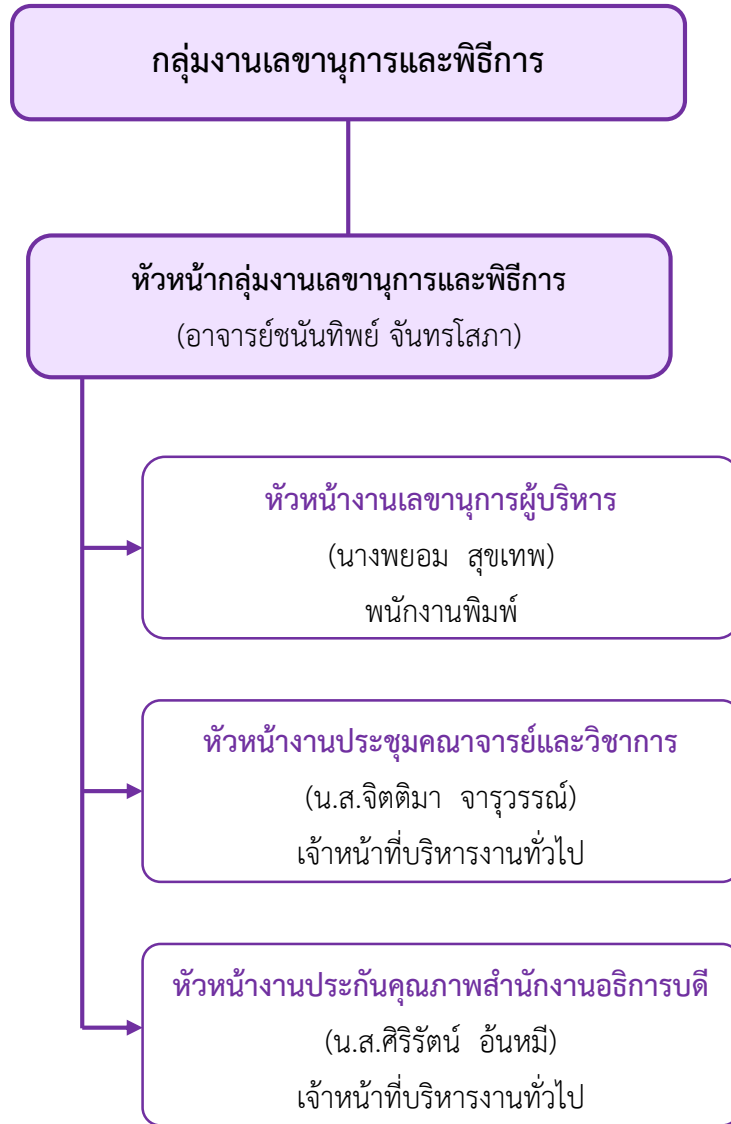 กลุ่มงานเลขานุการและพิธีการ
หัวหน้ากลุ่มงานเลขานุการและพิธีการ
(อาจารย์ชนันทิพย์ จันทรโสภา)
หัวหน้างานเลขานุการผู้บริหาร
(นางพยอม สุขเทพ)
พนักงานพิมพ์
หัวหน้างานประชุมคณาจารย์และวิชาการ
(น.ส.จิตติมา จารุวรรณ์)
เจ้าหน้าที่บริหารงานทั่วไป
หัวหน้างานประกันคุณภาพสำนักงานอธิการบดี
(น.ส.ศิริรัตน์ อ้นหมี)
เจ้าหน้าที่บริหารงานทั่วไป